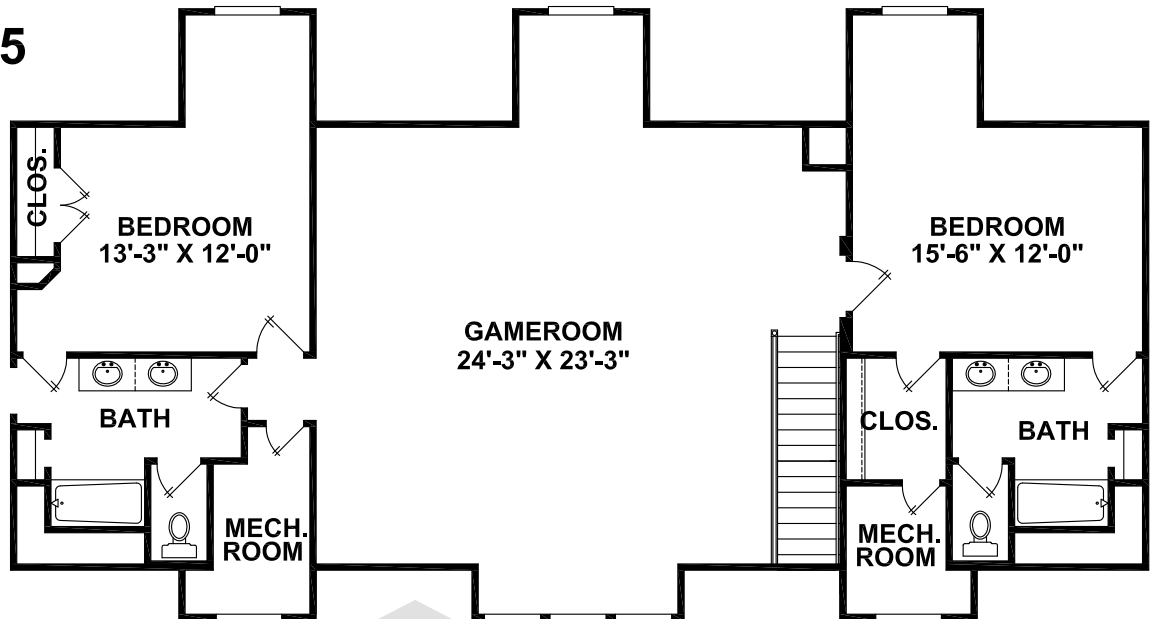 5
CLOS.
BEDROOM
13'-3" X 12'-0"
BEDROOM
15'-6" X 12'-0"
GAMEROOM
24'-3" X 23'-3"
BATH
CLOS.
BATH
MECH.
ROOM
MECH.
ROOM